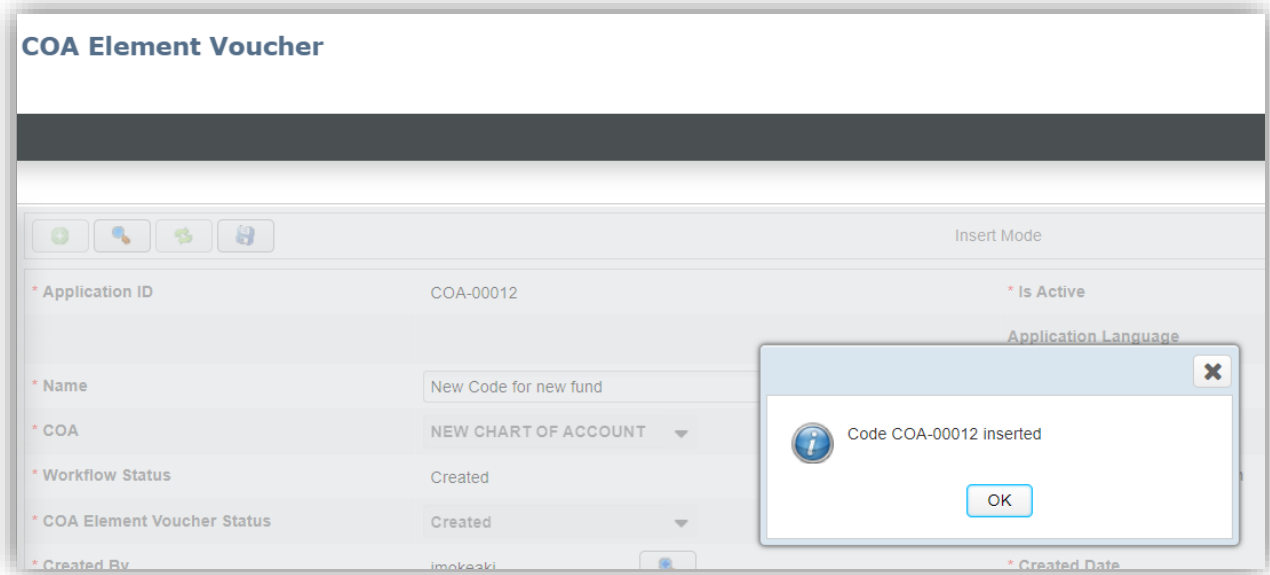 COA Element Voucher
Insert Mode
* Application ID COA-00012 * Is Active
Application Language
* Name New Code for new fund
* COA NEW CHART OF ACCOUNT
Code COA-00012 inserted
* Workflow Status Created
OK
* COA Element Voucher Status Created
* Created By imokeaki * Created Date